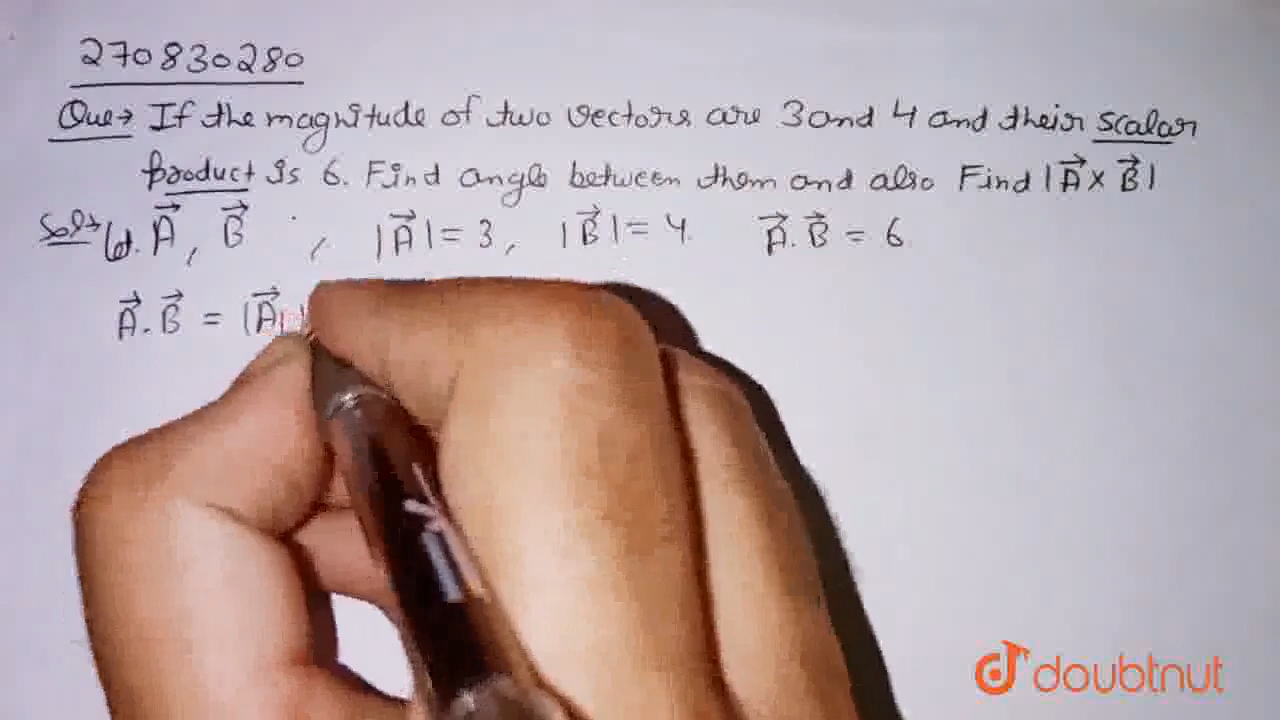 270830280
Que→ If the magnitude of two vectors are 3 and 4 and their scalar
product is 6. Find angle between them and also Find |A⃗ × B⃗|
Sol→ let. A⃗, B⃗ , |A⃗| = 3, |B⃗| = 4 A⃗.B⃗ = 6
A⃗.B⃗ = |A⃗|
doubtnut